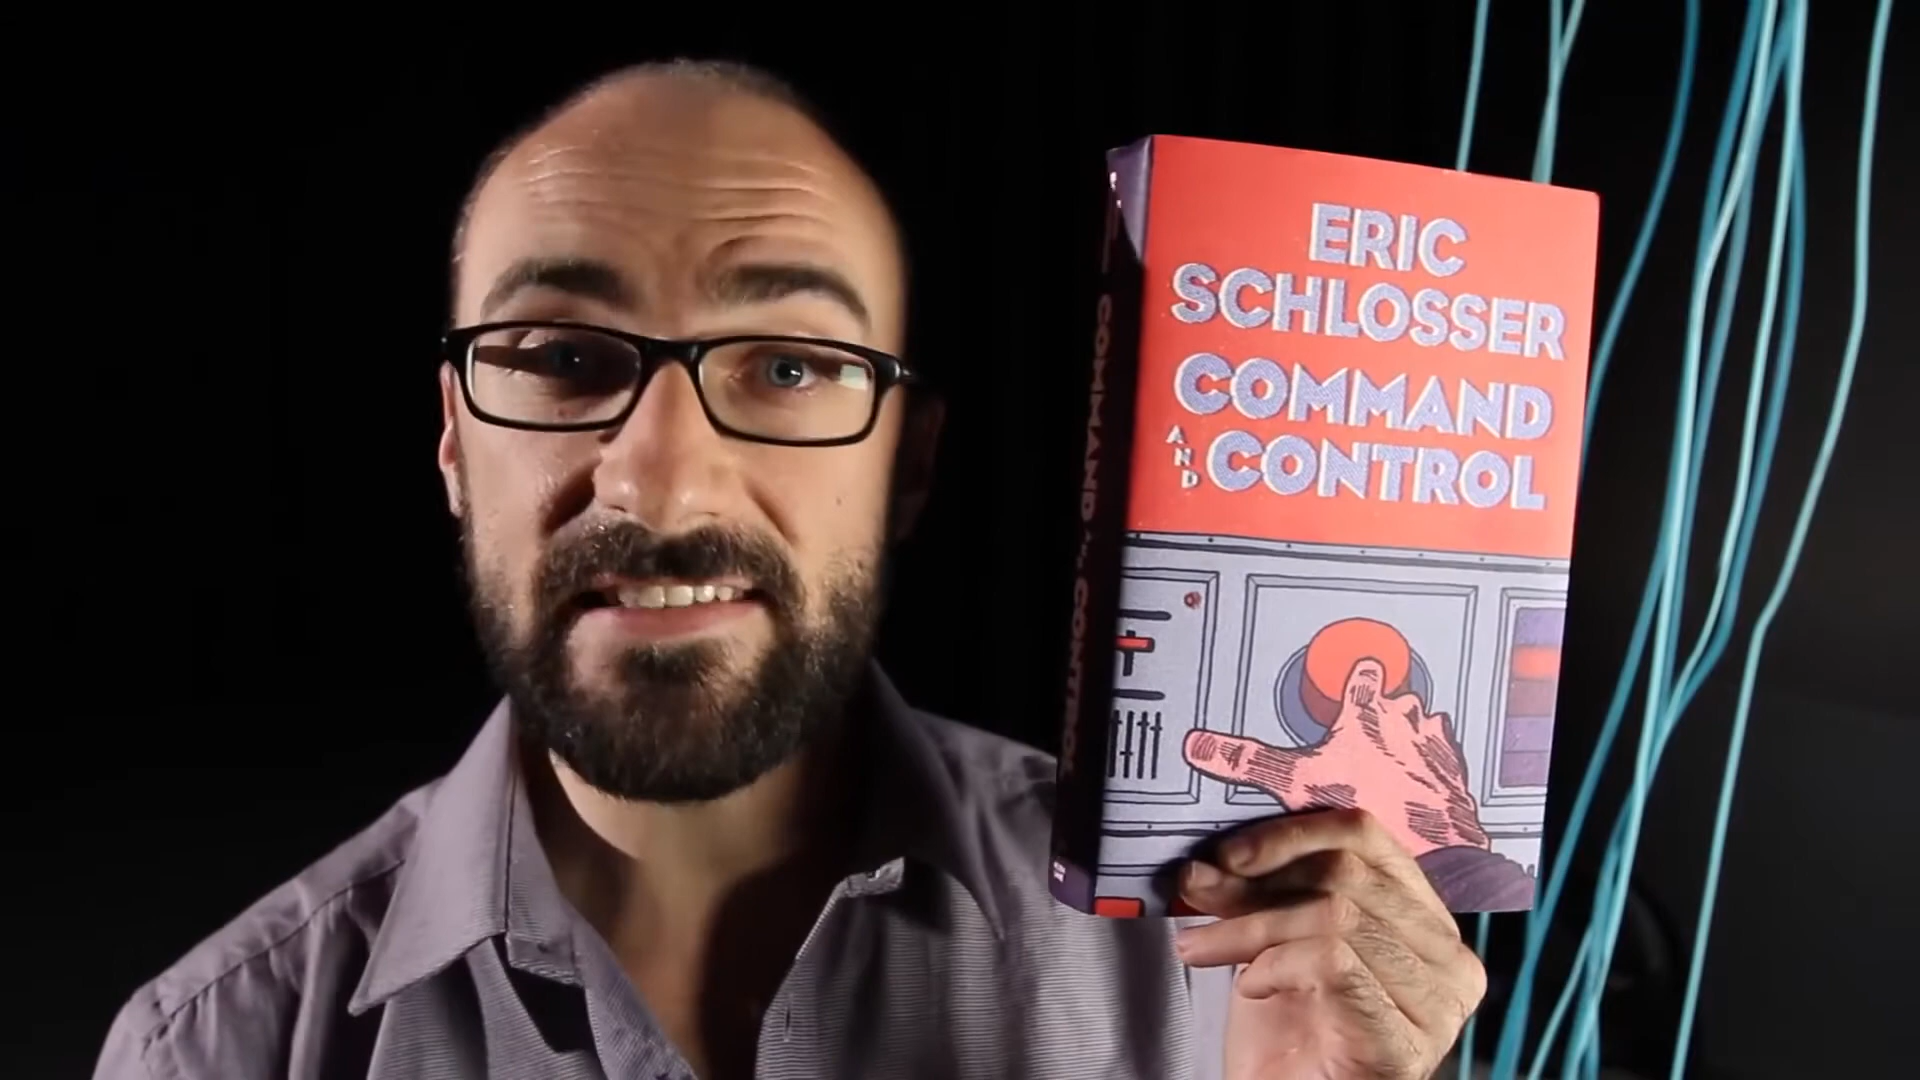 ERIC
SCHLOSSER
COMMAND
AND CONTROL
COMMAND AND CONTROL